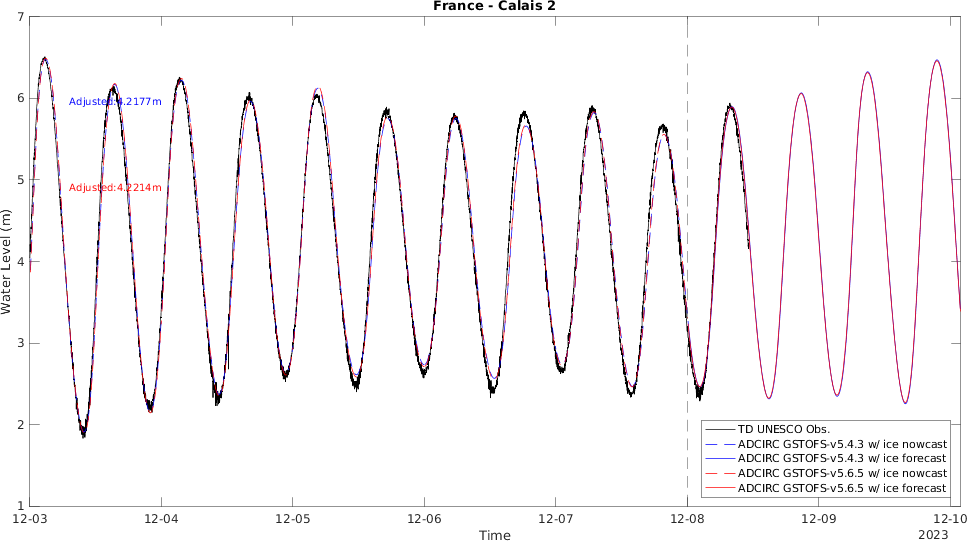 France - Calais 2
7
6
5
4
3
2
1
Water Level (m)
Adjusted:4.2177m
Adjusted:4.2214m
TD UNESCO Obs.
ADCIRC GSTOFS-v5.4.3 w/ ice nowcast
ADCIRC GSTOFS-v5.4.3 w/ ice forecast
ADCIRC GSTOFS-v5.6.5 w/ ice nowcast
ADCIRC GSTOFS-v5.6.5 w/ ice forecast
12-03 12-04 12-05 12-06 12-07 12-08 12-09 12-10
Time
2023